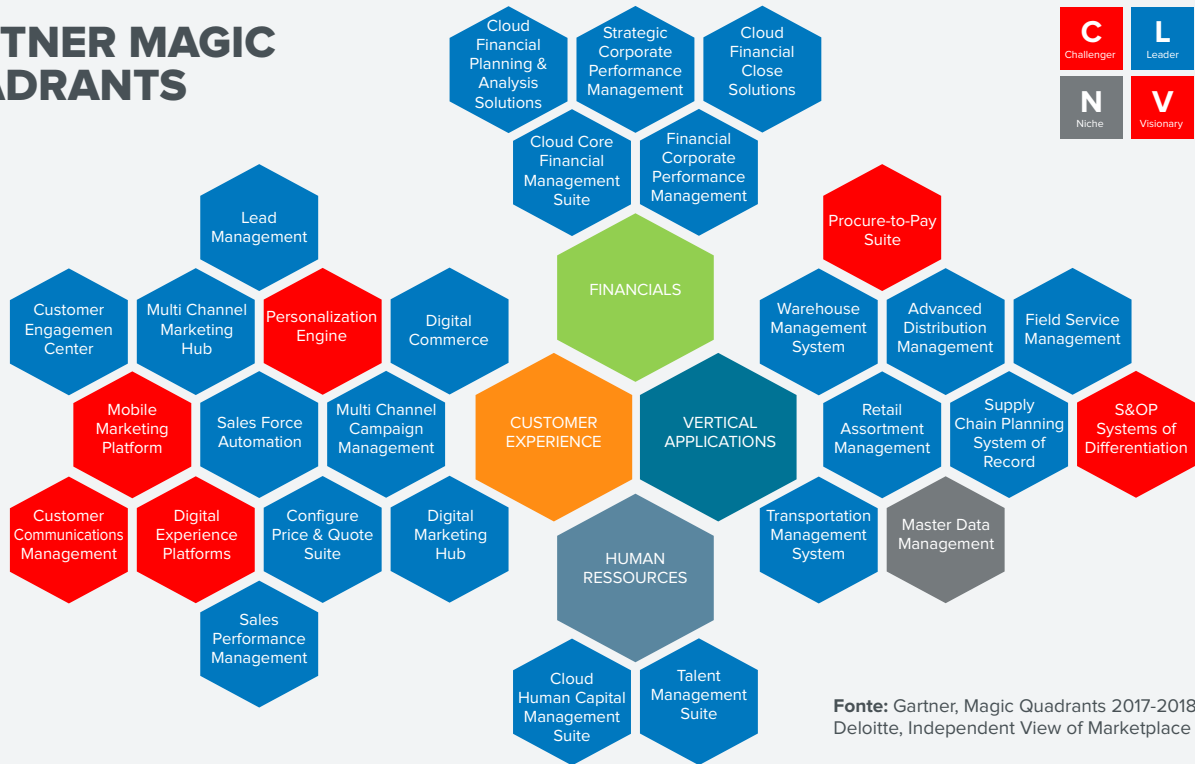 TNER MAGIC
ADRANTS
C
Challenger
L
Leader
N
Niche
V
Visionary
Cloud
Financial
Planning &
Analysis
Solutions
Strategic
Corporate
Performance
Management
Cloud
Financial
Close
Solutions
Cloud Core
Financial
Management
Suite
Financial
Corporate
Performance
Management
FINANCIALS
Lead
Management
Customer
Engagemen
Center
Multi Channel
Marketing
Hub
Personalization
Engine
Digital
Commerce
Mobile
Marketing
Platform
Sales Force
Automation
Multi Channel
Campaign
Management
CUSTOMER
EXPERIENCE
Customer
Communications
Management
Digital
Experience
Platforms
Configure
Price & Quote
Suite
Digital
Marketing
Hub
Sales
Performance
Management
VERTICAL
APPLICATIONS
Procure-to-Pay
Suite
Warehouse
Management
System
Advanced
Distribution
Management
Field Service
Management
Retail
Assortment
Management
Supply
Chain Planning
System of
Record
S&OP
Systems of
Differentiation
Transportation
Management
System
Master Data
Management
HUMAN
RESSOURCES
Cloud
Human Capital
Management
Suite
Talent
Management
Suite
Fonte: Gartner, Magic Quadrants 2017-2018
Deloitte, Independent View of Marketplace